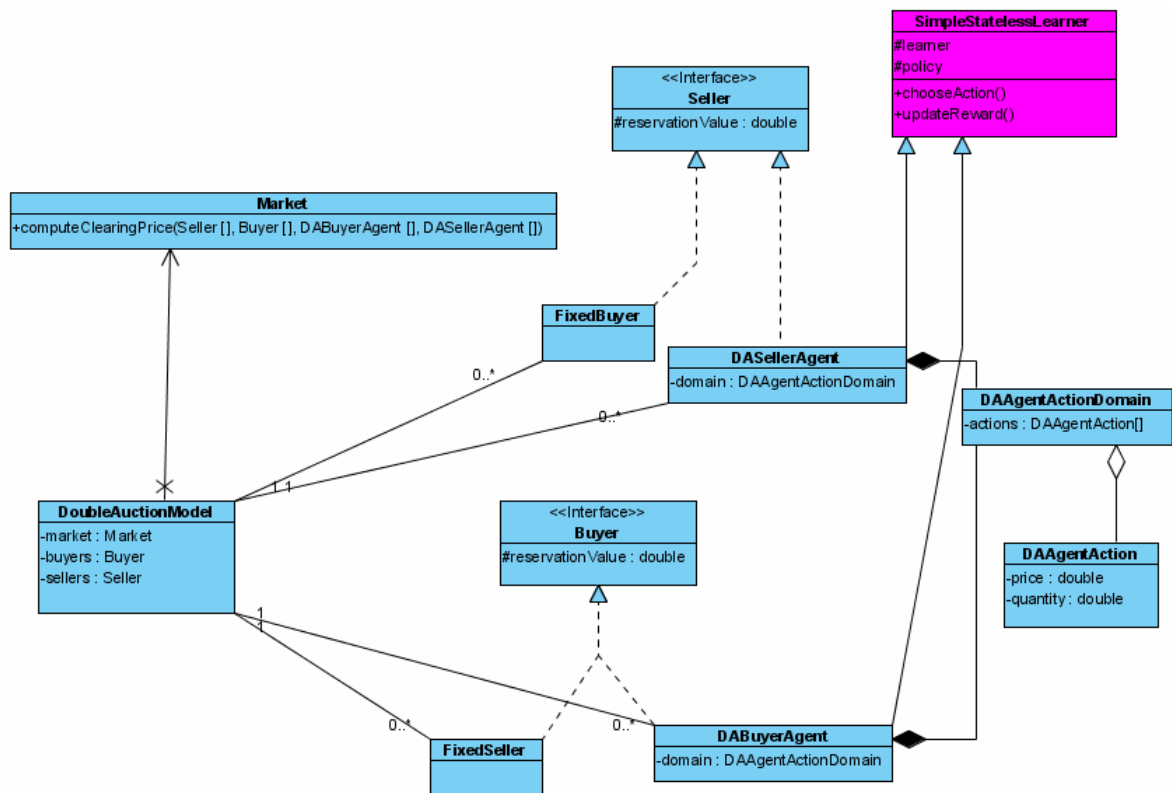 SimpleStatelessLearner
#learner
#policy
+chooseAction()
+updateReward()
<<Interface>>
Seller
#reservationValue : double
Market
+computeClearingPrice(Seller [], Buyer [], DABuyerAgent [], DASellerAgent [])
FixedBuyer
DASellerAgent
-domain : DAAgentActionDomain
0..*
0..*
DAAgentActionDomain
-actions : DAAgentAction[]
1 1
DoubleAuctionModel
-market : Market
-buyers : Buyer
-sellers : Seller
<<Interface>>
Buyer
#reservationValue : double
DAAgentAction
-price : double
-quantity : double
1
1
0..*
0..*
FixedSeller
DABuyerAgent
-domain : DAAgentActionDomain